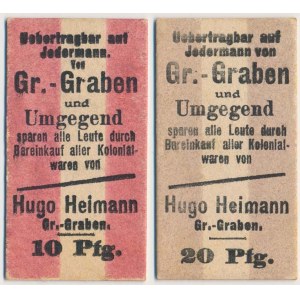 Uebertragbar auf
Jedermann.
Von
Gr.-Graben
und
Umgegend
sparen alle Leute durch
Bareinkauf aller Kolonial-
waren von
Hugo Heimann
Gr.-Graben.
10 Pfg.
Uebertragbar auf
Jedermann von
Gr.-Graben
und
Umgegend
sparen alle Leute durch
Bareinkauf aller Kolonial-
waren von
Hugo Heimann
Gr.-Graben.
20 Pfg.